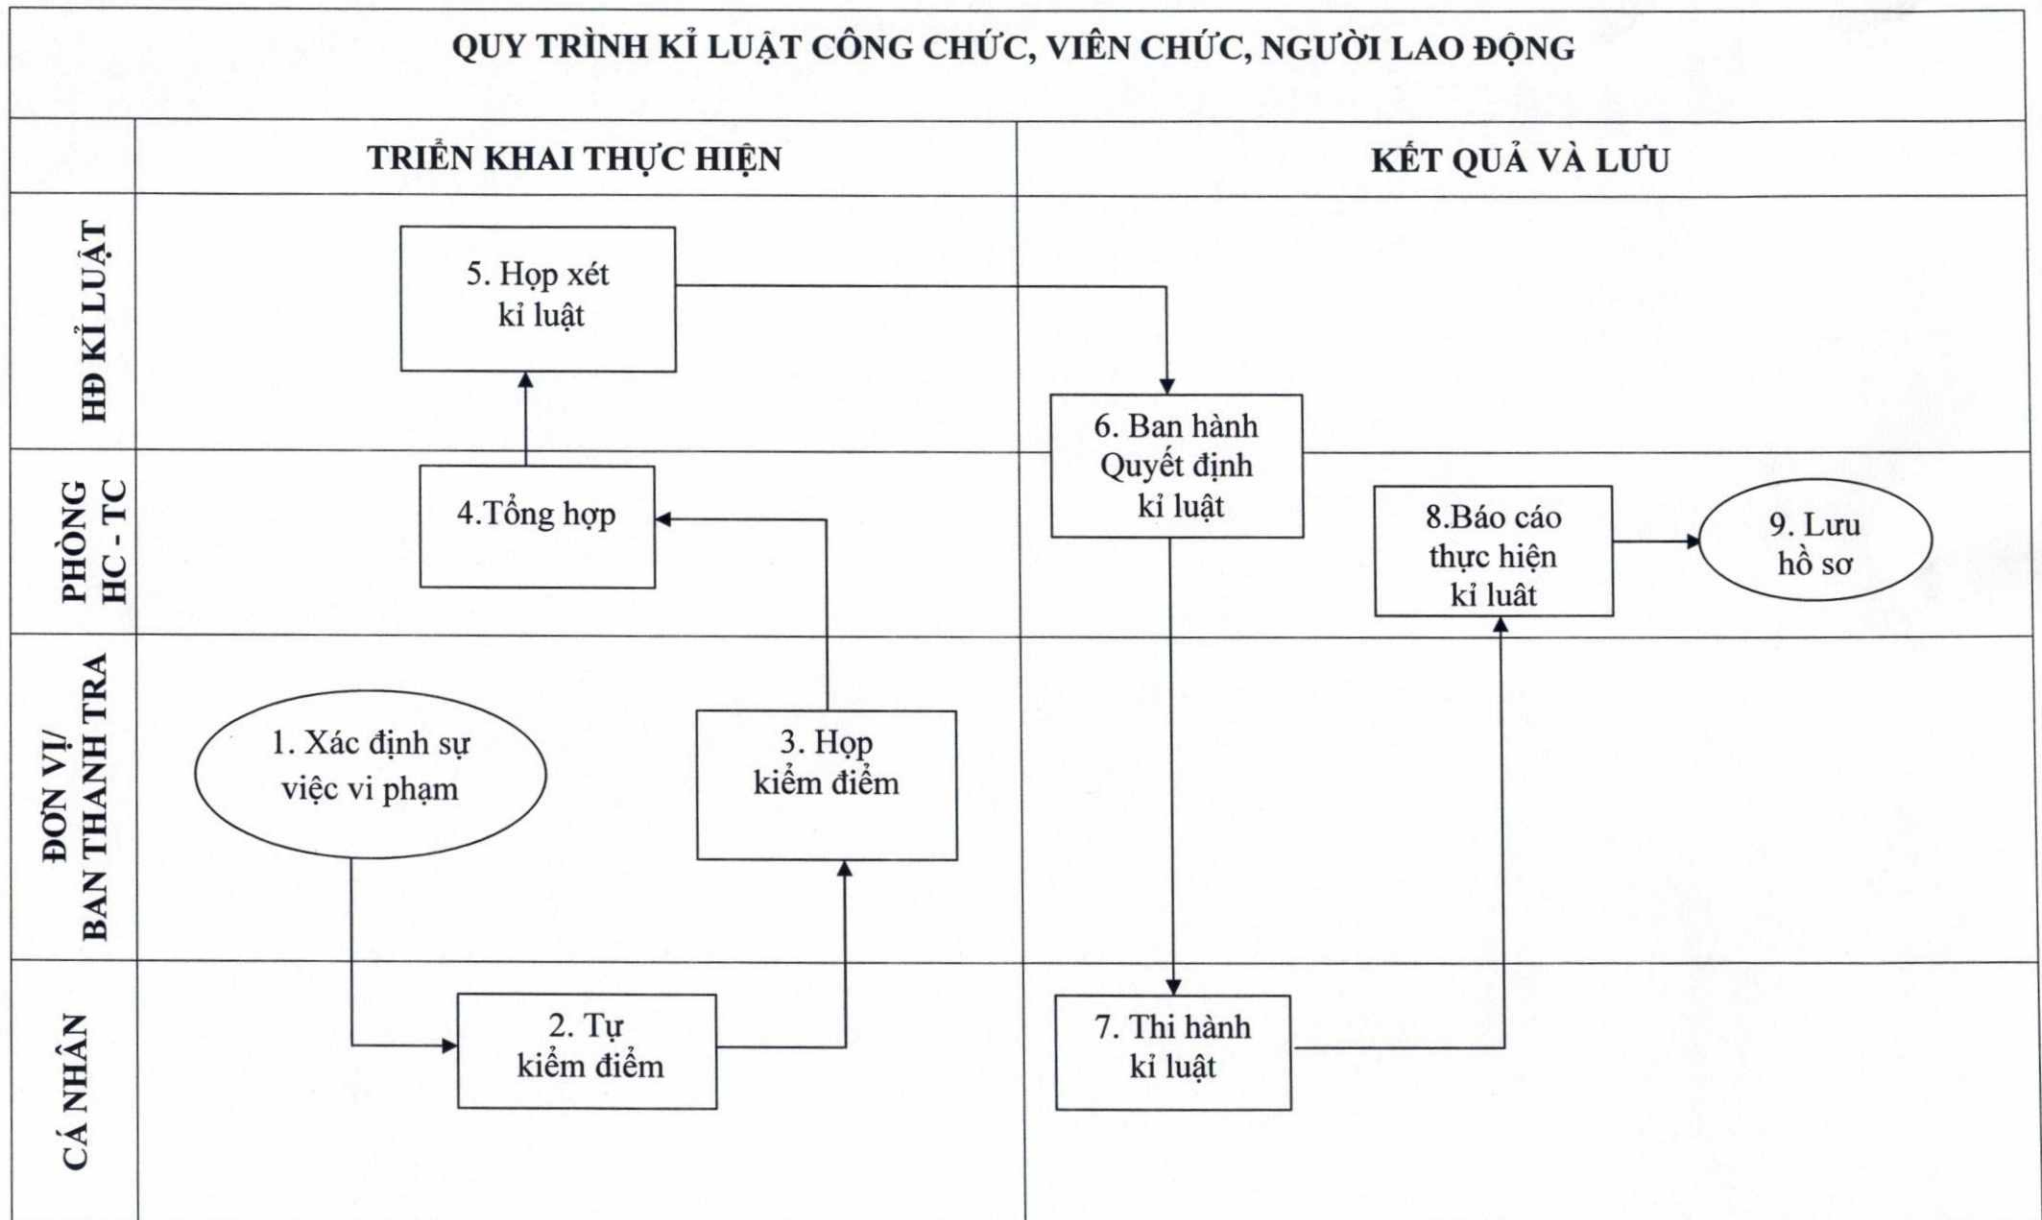 QUY TRÌNH KỈ LUẬT CÔNG CHỨC, VIÊN CHỨC, NGƯỜI LAO ĐỘNG
TRIỂN KHAI THỰC HIỆN
KẾT QUẢ VÀ LƯU
HĐ KỈ LUẬT
5. Họp xét
kỉ luật
6. Ban hành
Quyết định
kỉ luật
PHÒNG
HC - TC
4.Tổng hợp
8.Báo cáo
thực hiện
kỉ luât
9. Lưu
hồ sơ
ĐƠN VỊ/
BAN THANH TRA
1. Xác định sự
việc vi phạm
3. Họp
kiểm điểm
CÁ NHÂN
2. Tự
kiểm điểm
7. Thi hành
kỉ luật